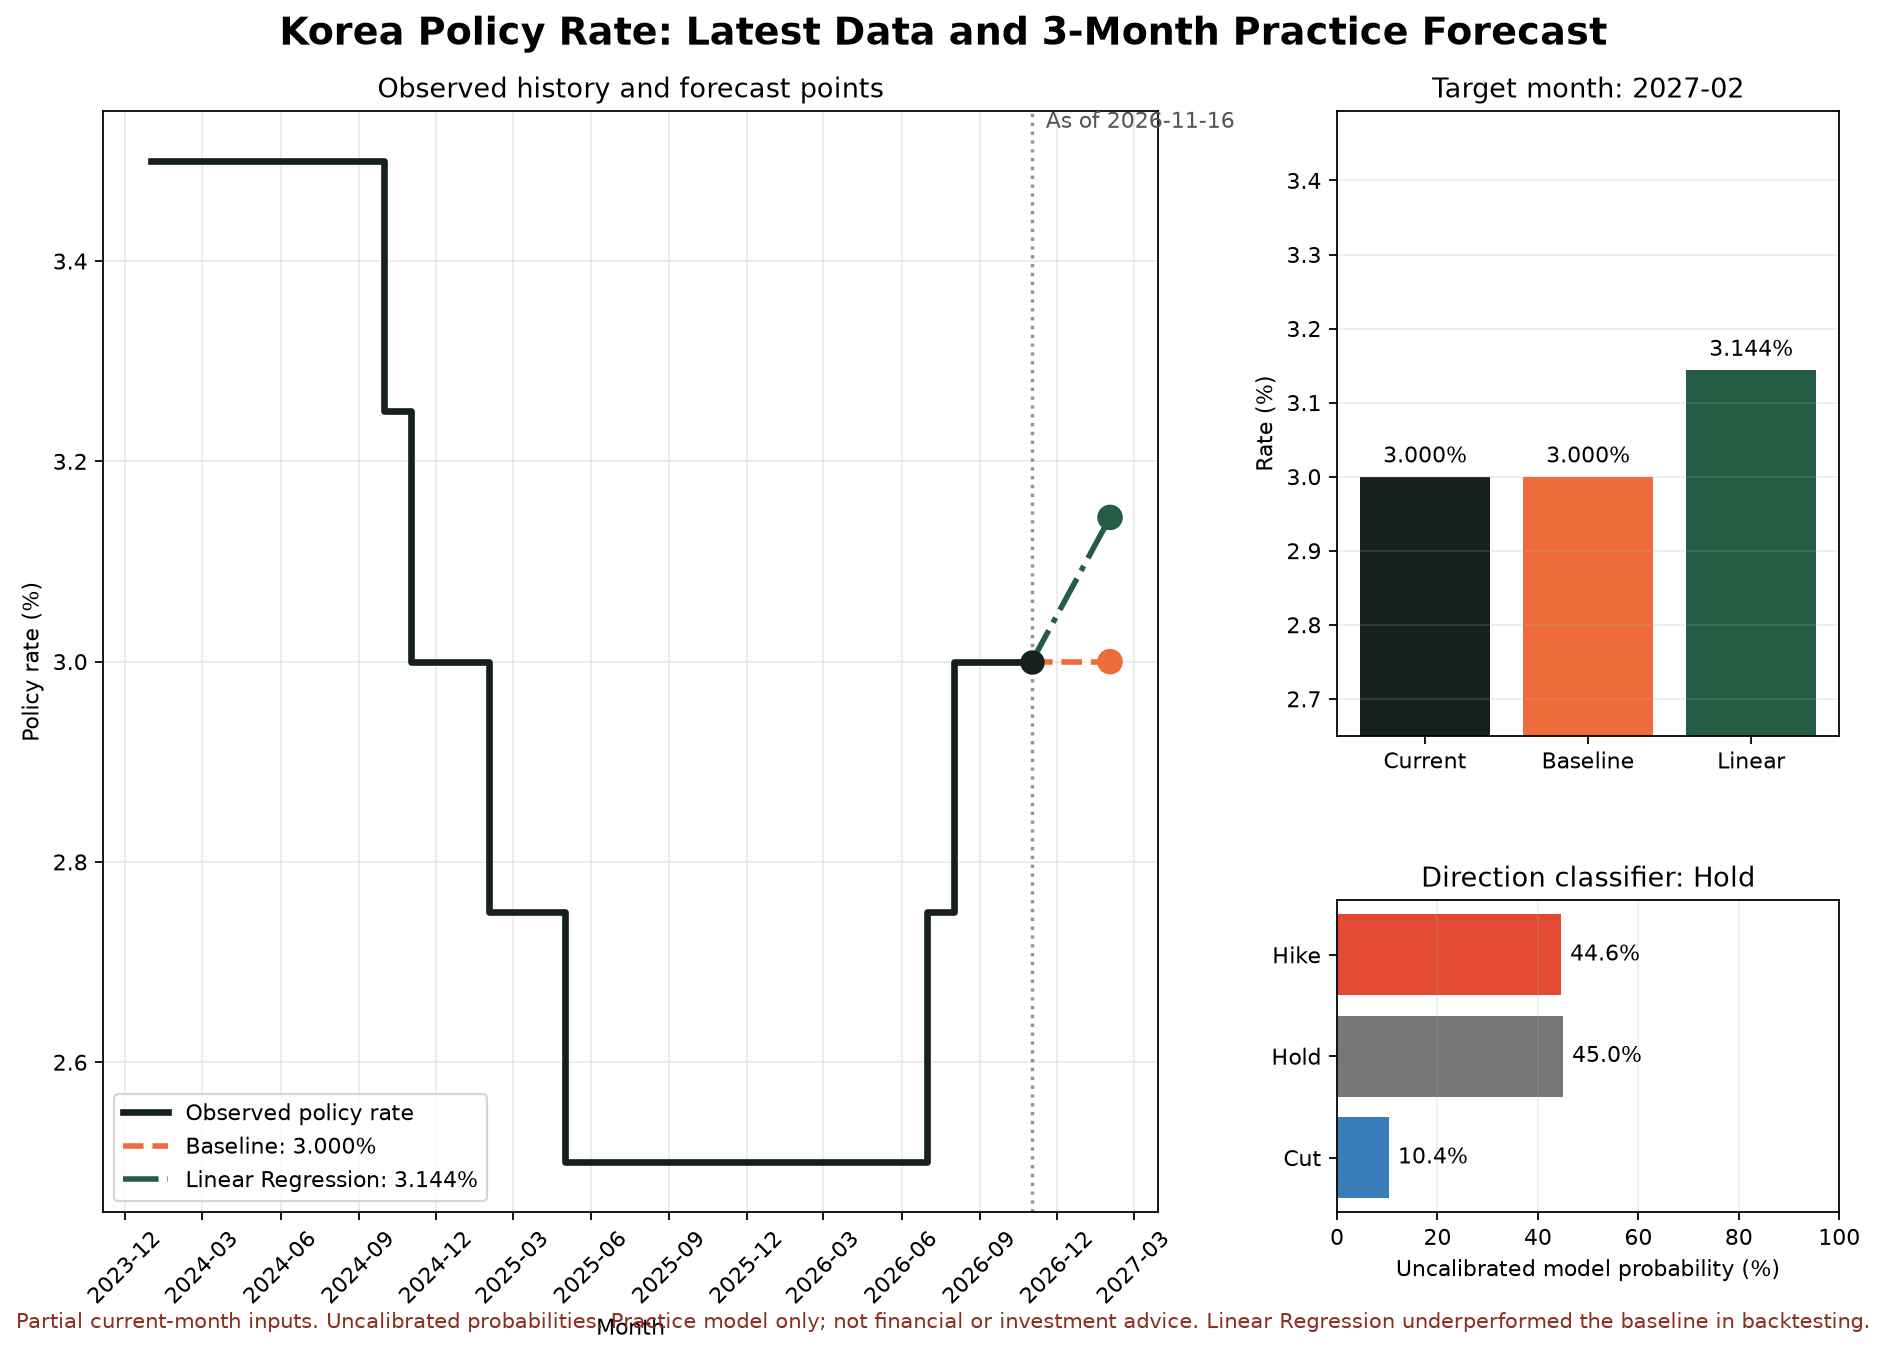 Korea Policy Rate: Latest Data and 3-Month Practice Forecast
Observed history and forecast points
As of 2026-11-16
Policy rate (%)
3.4
3.2
3.0
2.8
2.6
Observed policy rate
Baseline: 3.000%
Linear Regression: 3.144%
2023-12
2024-03
2024-06
2024-09
2024-12
2025-03
2025-06
2025-09
2025-12
2026-03
2026-06
2026-09
2026-12
2027-03
Month
Target month: 2027-02
Rate (%)
3.4
3.3
3.2
3.1
3.0
2.9
2.8
2.7
3.000%
3.000%
3.144%
Current
Baseline
Linear
Direction classifier: Hold
Hike
44.6%
Hold
45.0%
Cut
10.4%
0
20
40
60
80
100
Uncalibrated model probability (%)
Partial current-month inputs. Uncalibrated probabilities. Practice model only; not financial or investment advice. Linear Regression underperformed the baseline in backtesting.